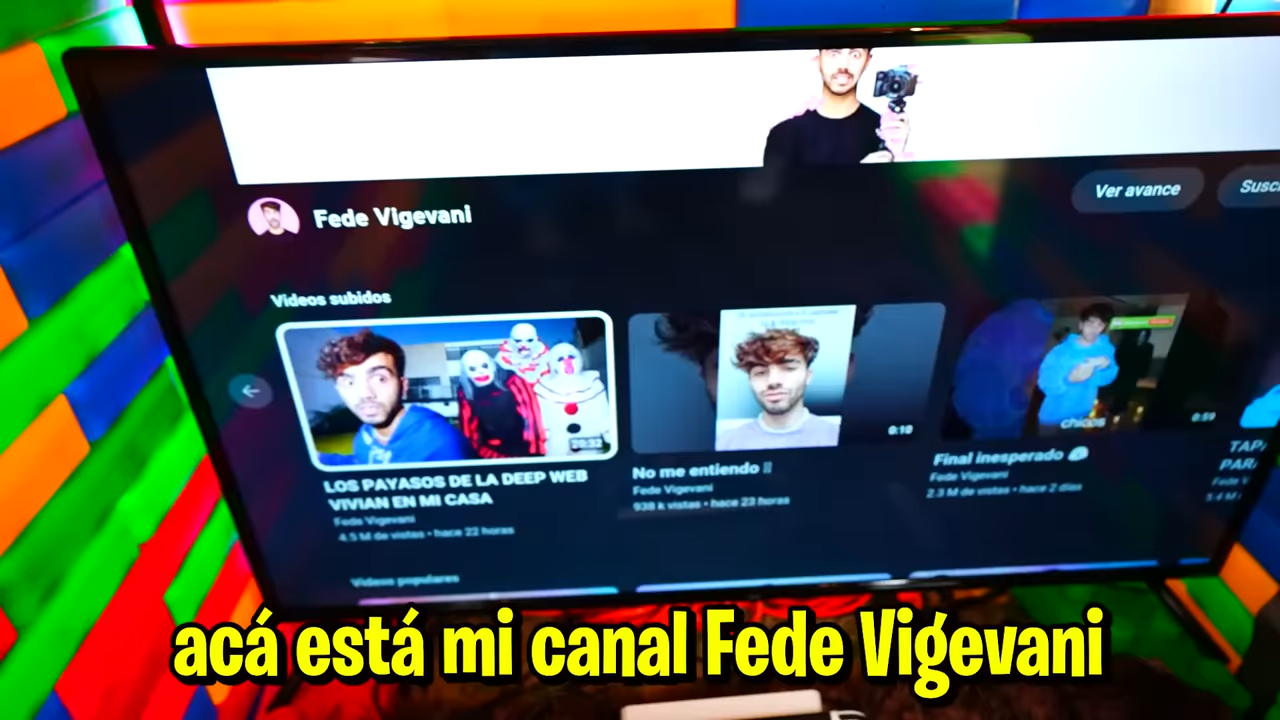 Ver avance
Fede Vigevani
Videos subidos
20:32
0:10
0:59
chicos
LOS PAYASOS DE LA DEEP WEB
VIVIAN EN MI CASA
Fede Vigevani
4.5 M de vistas • hace 22 horas
No me entiendo
Fede Vigevani
938 k vistas • hace 23 horas
Final inesperado
Fede Vigevani
2.3 M de vistas • hace 2 días
Videos populares
acá está mi canal Fede Vigevani